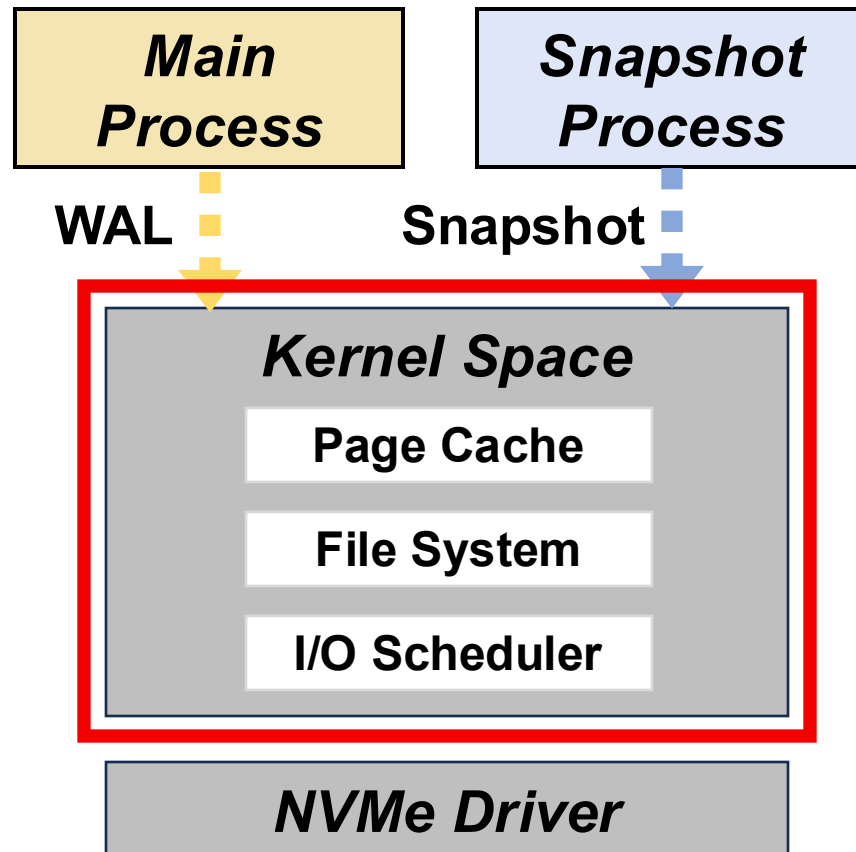 Main
Process
Snapshot
Process
WAL
Snapshot
Kernel Space
Page Cache
File System
I/O Scheduler
NVMe Driver